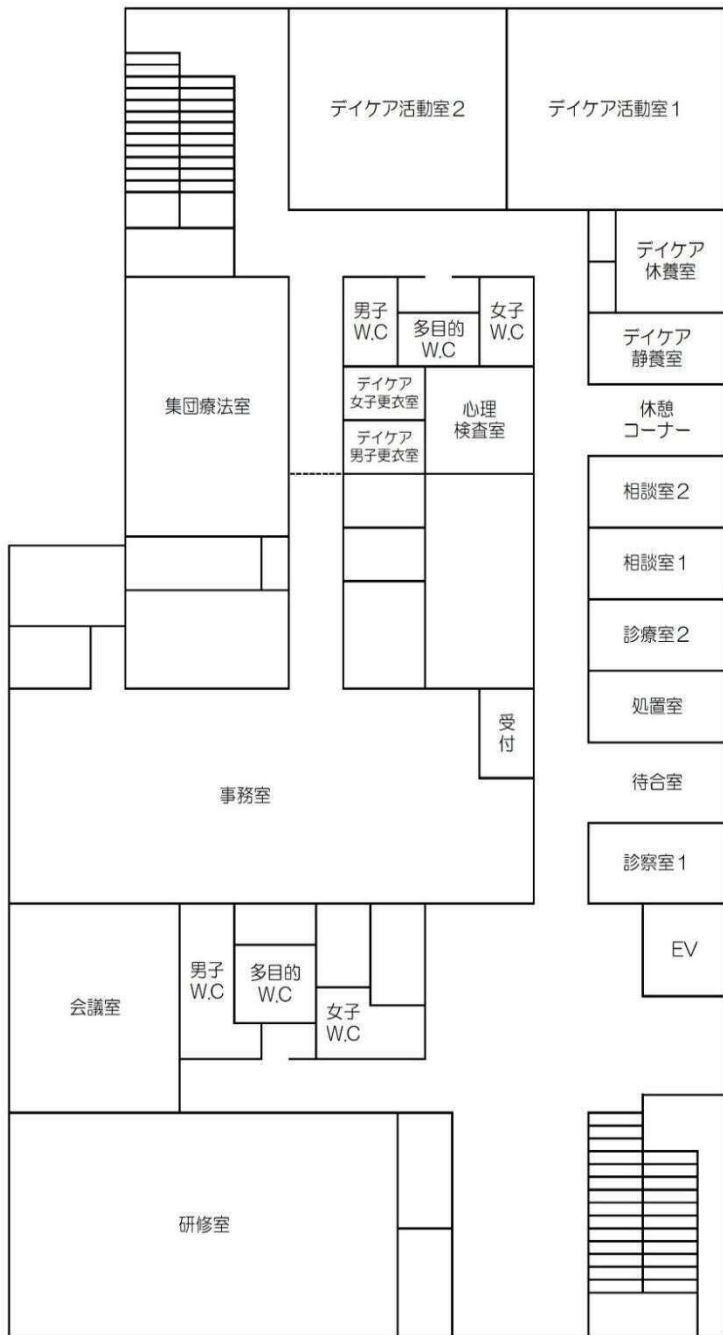 デイケア活動室2
デイケア活動室1
デイケア
休養室
男子
W.C
多目的
W.C
女子
W.C
デイケア
静養室
デイケア
女子更衣室
心理
検査室
集団療法室
休憩
コーナー
デイケア
男子更衣室
相談室2
相談室1
診療室2
処置室
受
付
待合室
事務室
診察室1
EV
男子
W.C
多目的
W.C
女子
W.C
会議室
研修室